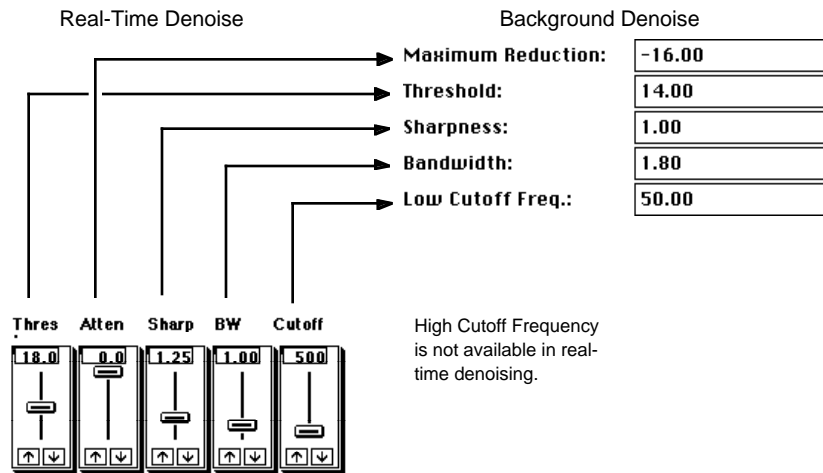 Real-Time Denoise
Background Denoise
Maximum Reduction: -16.00
Threshold: 14.00
Sharpness: 1.00
Bandwidth: 1.80
Low Cutoff Freq.: 50.00
Thres Atten Sharp BW Cutoff
18.0 0.0 1.25 1.00 500
High Cutoff Frequency
is not available in real-
time denoising.